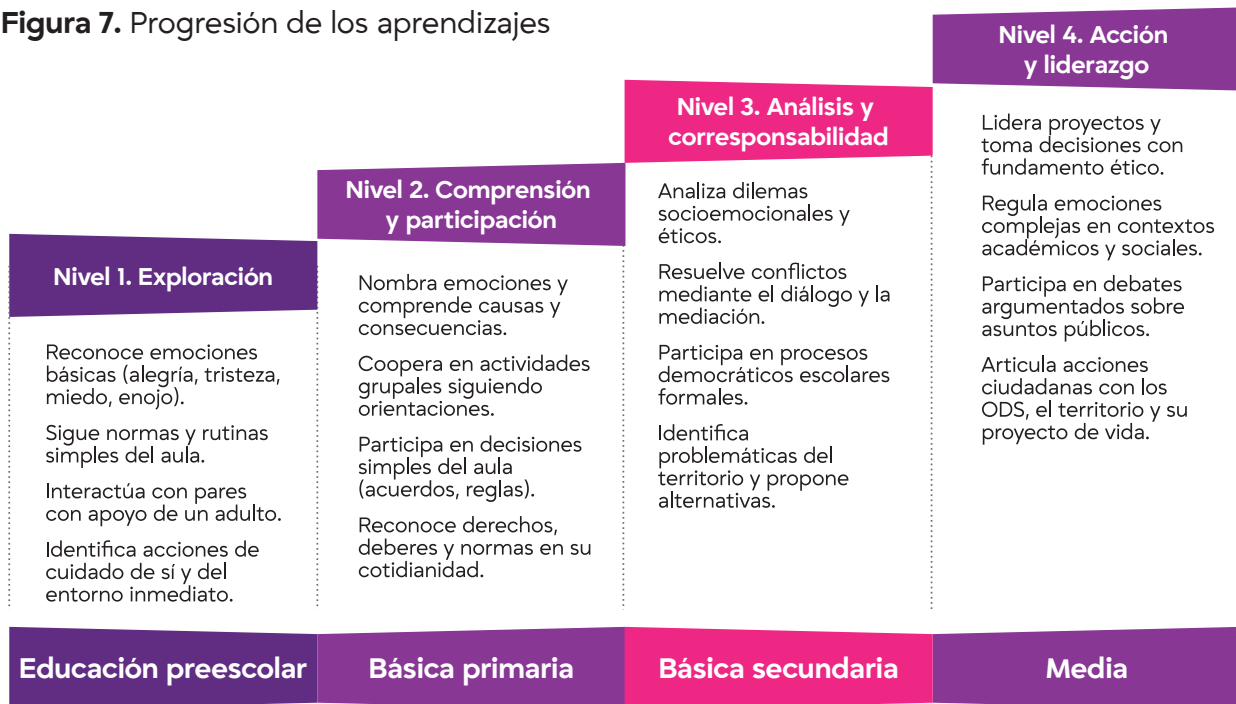 Figura 7. Progresión de los aprendizajes
Nivel 1. Exploración
Reconoce emociones
básicas (alegría, tristeza,
miedo, enojo).
Sigue normas y rutinas
simples del aula.
Interactúa con pares
con apoyo de un adulto.
Identifica acciones de
cuidado de sí y del
entorno inmediato.
Educación preescolar
Nivel 2. Comprensión
y participación
Nombra emociones y
comprende causas y
consecuencias.
Coopera en actividades
grupales siguiendo
orientaciones.
Participa en decisiones
simples del aula
(acuerdos, reglas).
Reconoce derechos,
deberes y normas en su
cotidianidad.
Básica primaria
Nivel 3. Análisis y
corresponsabilidad
Analiza dilemas
socioemocionales y
éticos.
Resuelve conflictos
mediante el diálogo y la
mediación.
Participa en procesos
democráticos escolares
formales.
Identifica
problemáticas del
territorio y propone
alternativas.
Básica secundaria
Nivel 4. Acción
y liderazgo
Lidera proyectos y
toma decisiones con
fundamento ético.
Regula emociones
complejas en contextos
académicos y sociales.
Participa en debates
argumentados sobre
asuntos públicos.
Articula acciones
ciudadanas con los
ODS, el territorio y su
proyecto de vida.
Media